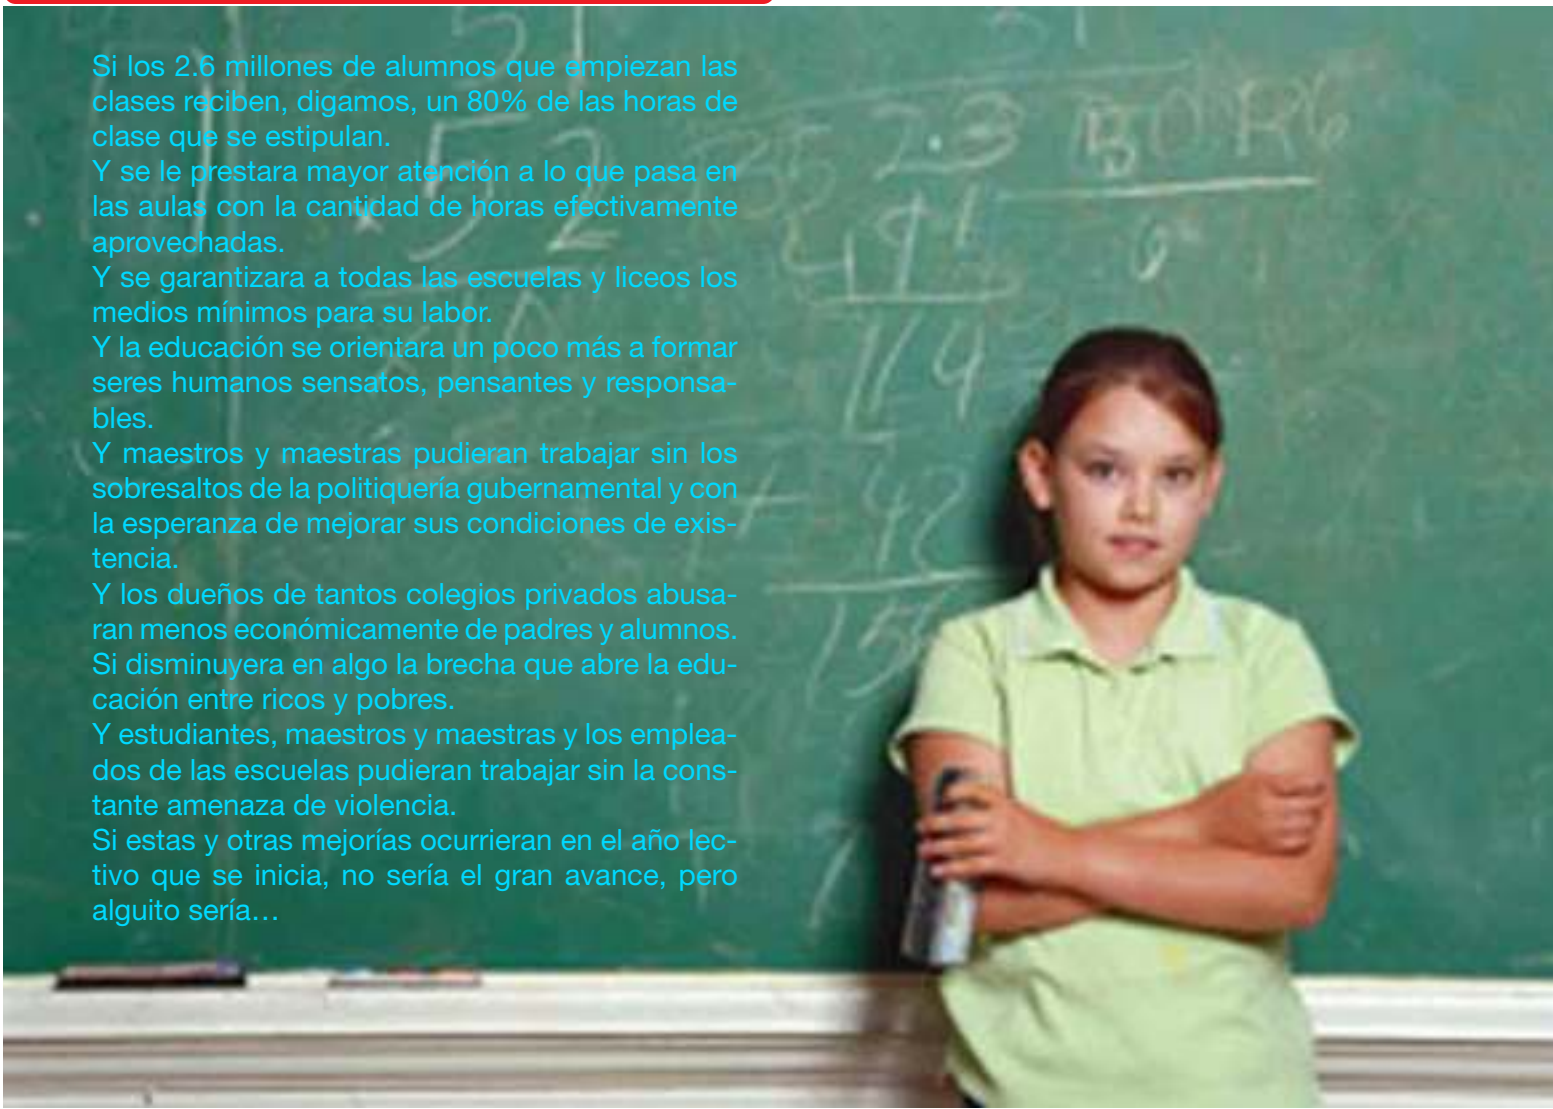 Si los 2.6 millones de alumnos que empiezan las
clases reciben, digamos, un 80% de las horas de
clase que se estipulan.
Y se le prestara mayor atención a lo que pasa en
las aulas con la cantidad de horas efectivamente
aprovechadas.
Y se garantizara a todas las escuelas y liceos los
medios mínimos para su labor.
Y la educación se orientara un poco más a formar
seres humanos sensatos, pensantes y responsa-
bles.
Y maestros y maestras pudieran trabajar sin los
sobresaltos de la politiquería gubernamental y con
la esperanza de mejorar sus condiciones de exis-
tencia.
Y los dueños de tantos colegios privados abusa-
ran menos económicamente de padres y alumnos.
Si disminuyera en algo la brecha que abre la edu-
cación entre ricos y pobres.
Y estudiantes, maestros y maestras y los emplea-
dos de las escuelas pudieran trabajar sin la cons-
tante amenaza de violencia.
Si estas y otras mejorías ocurrieran en el año lec-
tivo que se inicia, no sería el gran avance, pero
alguito sería…
51
52
2.3
114
+ 42